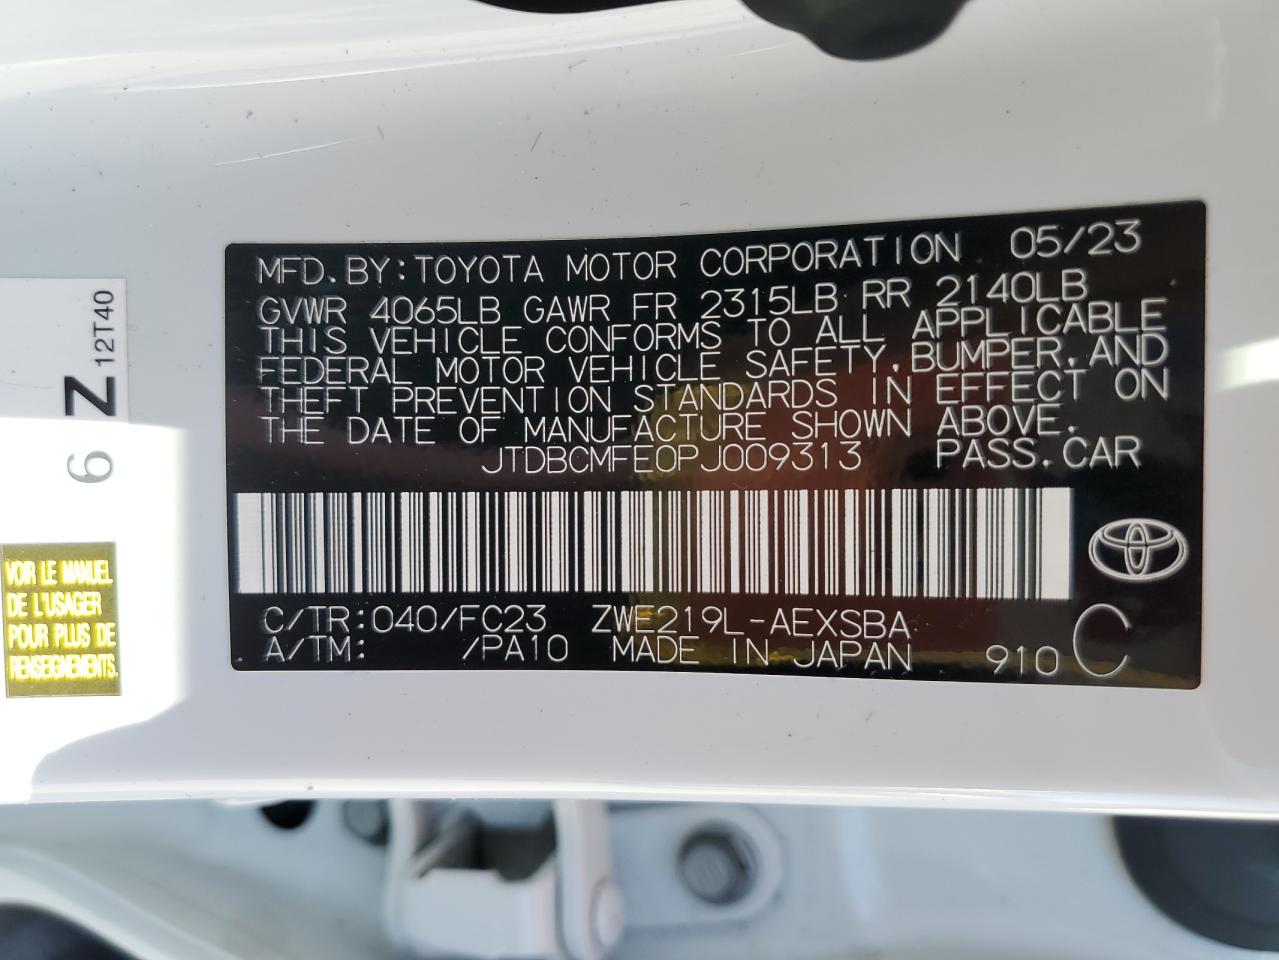 MFD.BY:TOYOTA MOTOR CORPORATION 05/23
GVWR 4065LB GAWR FR 2315LB RR 2140LB
THIS VEHICLE CONFORMS TO ALL APPLICABLE
FEDERAL MOTOR VEHICLE SAFETY,BUMPER,AND
THEFT PREVENTION STANDARDS IN EFFECT ON
THE DATE OF MANUFACTURE SHOWN ABOVE.
JTDBCMFE0PJ009313 PASS.CAR
C/TR:040/FC23 ZWE219L-AEXSBA
A/TM: /PA10 MADE IN JAPAN 910 C
6 Z 12T40
VOIR LE MANUEL
DE L'USAGER
POUR PLUS DE
RENSEIGNEMENTS.